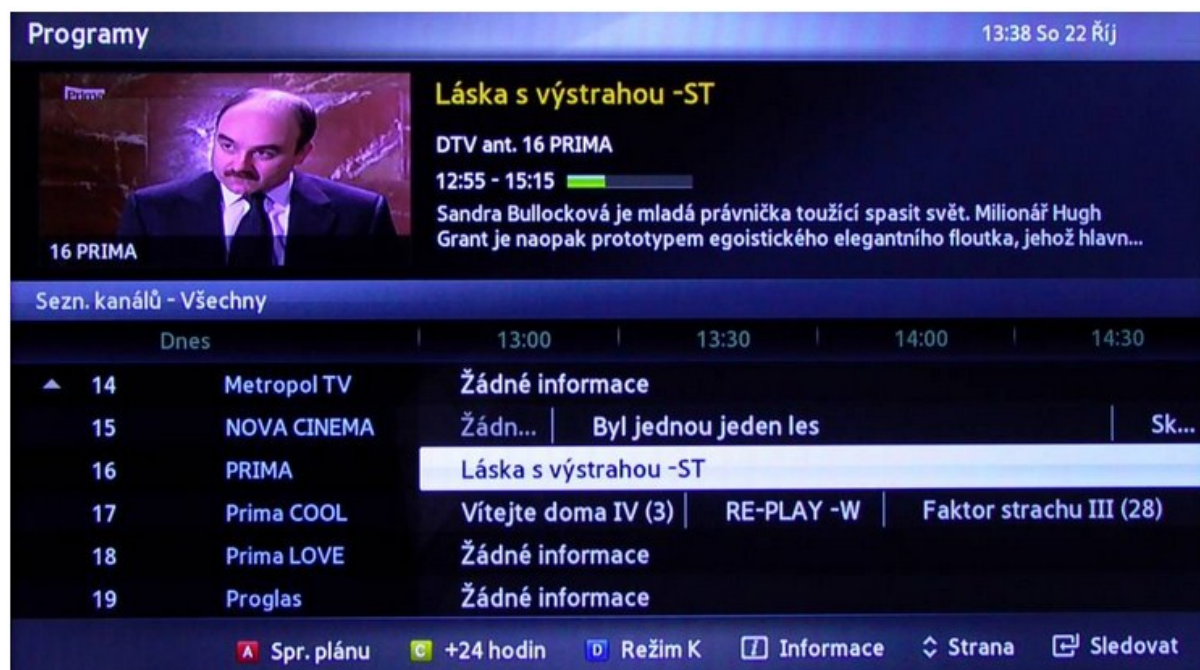 Programy 13:38 So 22 Říj
Prima
Láska s výstrahou -ST
DTV ant. 16 PRIMA
12:55 - 15:15
Sandra Bullocková je mladá právnička toužící spasit svět. Milionář Hugh
Grant je naopak prototypem egoistického elegantního floutka, jehož hlavn...
16 PRIMA
Sezn. kanálů - Všechny
Dnes 13:00 13:30 14:00 14:30
14 Metropol TV Žádné informace
15 NOVA CINEMA Žádn... Byl jednou jeden les Sk...
16 PRIMA Láska s výstrahou -ST
17 Prima COOL Vítejte doma IV (3) RE-PLAY -W Faktor strachu III (28)
18 Prima LOVE Žádné informace
19 Proglas Žádné informace
A Spr. plánu C +24 hodin D Režim K i Informace Strana Sledovat